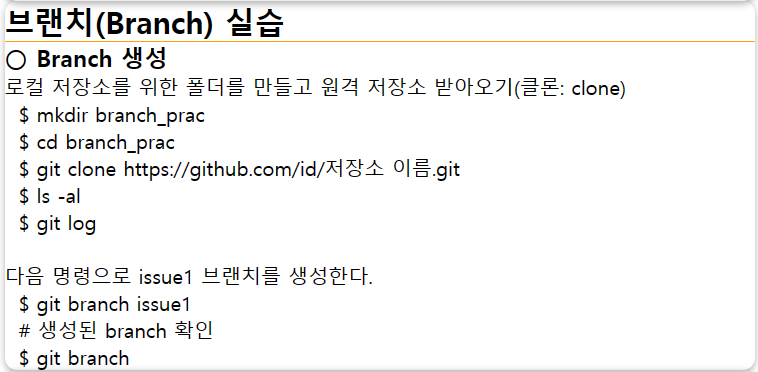 브랜치(Branch) 실습
○ Branch 생성
로컬 저장소를 위한 폴더를 만들고 원격 저장소 받아오기(클론: clone)
$ mkdir branch_prac
$ cd branch_prac
$ git clone https://github.com/id/저장소 이름.git
$ ls -al
$ git log
다음 명령으로 issue1 브랜치를 생성한다.
$ git branch issue1
# 생성된 branch 확인
$ git branch